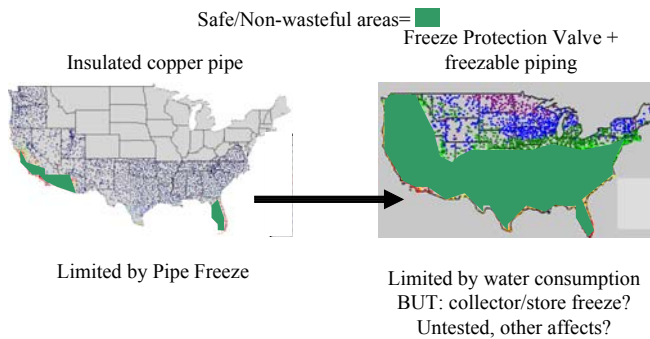 Safe/Non-wasteful areas=
Insulated copper pipe
Freeze Protection Valve +
freezable piping
Limited by Pipe Freeze
Limited by water consumption
BUT: collector/store freeze?
Untested, other affects?